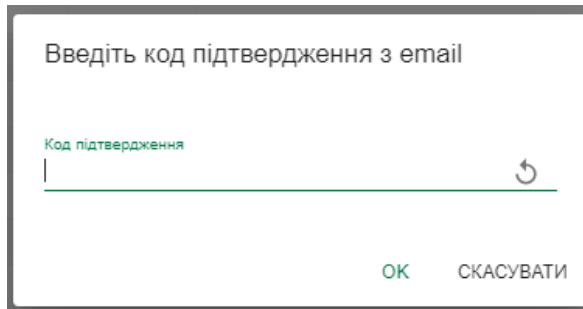 Введіть код підтвердження з email
Код підтвердження
OK СКАСУВАТИ